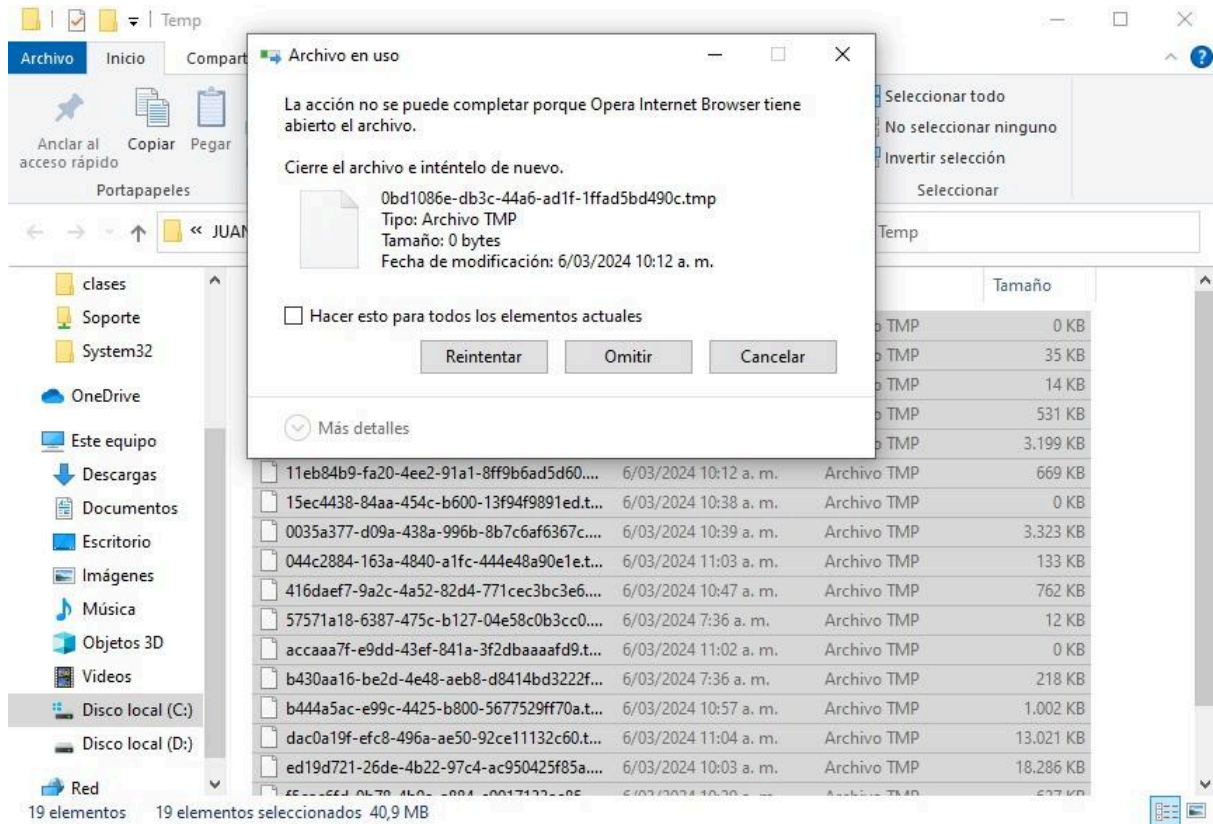 Temp
Archivo Inicio Compart
Anclar al acceso rápido
Copiar
Pegar
Portapapeles
Seleccionar todo
No seleccionar ninguno
Invertir selección
Seleccionar
« JUAN
Temp
Archivo en uso
La acción no se puede completar porque Opera Internet Browser tiene
abierto el archivo.
Cierre el archivo e inténtelo de nuevo.
0bd1086e-db3c-44a6-ad1f-1ffad5bd490c.tmp
Tipo: Archivo TMP
Tamaño: 0 bytes
Fecha de modificación: 6/03/2024 10:12 a. m.
Hacer esto para todos los elementos actuales
Reintentar Omitir Cancelar
Más detalles
clases
Soporte
System32
OneDrive
Este equipo
Descargas
Documentos
Escritorio
Imágenes
Música
Objetos 3D
Videos
Disco local (C:)
Disco local (D:)
Red
Tamaño
TMP 0 KB
TMP 35 KB
TMP 14 KB
TMP 531 KB
TMP 3.199 KB
11eb84b9-fa20-4ee2-91a1-8ff9b6ad5d60.... 6/03/2024 10:12 a. m. Archivo TMP 669 KB
15ec4438-84aa-454c-b600-13f94f9891ed.t... 6/03/2024 10:38 a. m. Archivo TMP 0 KB
0035a377-d09a-438a-996b-8b7c6af6367c.... 6/03/2024 10:39 a. m. Archivo TMP 3.323 KB
044c2884-163a-4840-a1fc-444e48a90e1e.t... 6/03/2024 11:03 a. m. Archivo TMP 133 KB
416daef7-9a2c-4a52-82d4-771cec3bc3e6.... 6/03/2024 10:47 a. m. Archivo TMP 762 KB
57571a18-6387-475c-b127-04e58c0b3cc0.... 6/03/2024 7:36 a. m. Archivo TMP 12 KB
accaaa7f-e9dd-43ef-841a-3f2dbaaaafd9.t... 6/03/2024 11:02 a. m. Archivo TMP 0 KB
b430aa16-be2d-4e48-aeb8-d8414bd3222f... 6/03/2024 7:36 a. m. Archivo TMP 218 KB
b444a5ac-e99c-4425-b800-5677529ff70a.t... 6/03/2024 10:57 a. m. Archivo TMP 1.002 KB
dac0a19f-efc8-496a-ae50-92ce11132c60.t... 6/03/2024 11:04 a. m. Archivo TMP 13.021 KB
ed19d721-26de-4b22-97c4-ac950425f85a.... 6/03/2024 10:03 a. m. Archivo TMP 18.286 KB
19 elementos 19 elementos seleccionados 40,9 MB